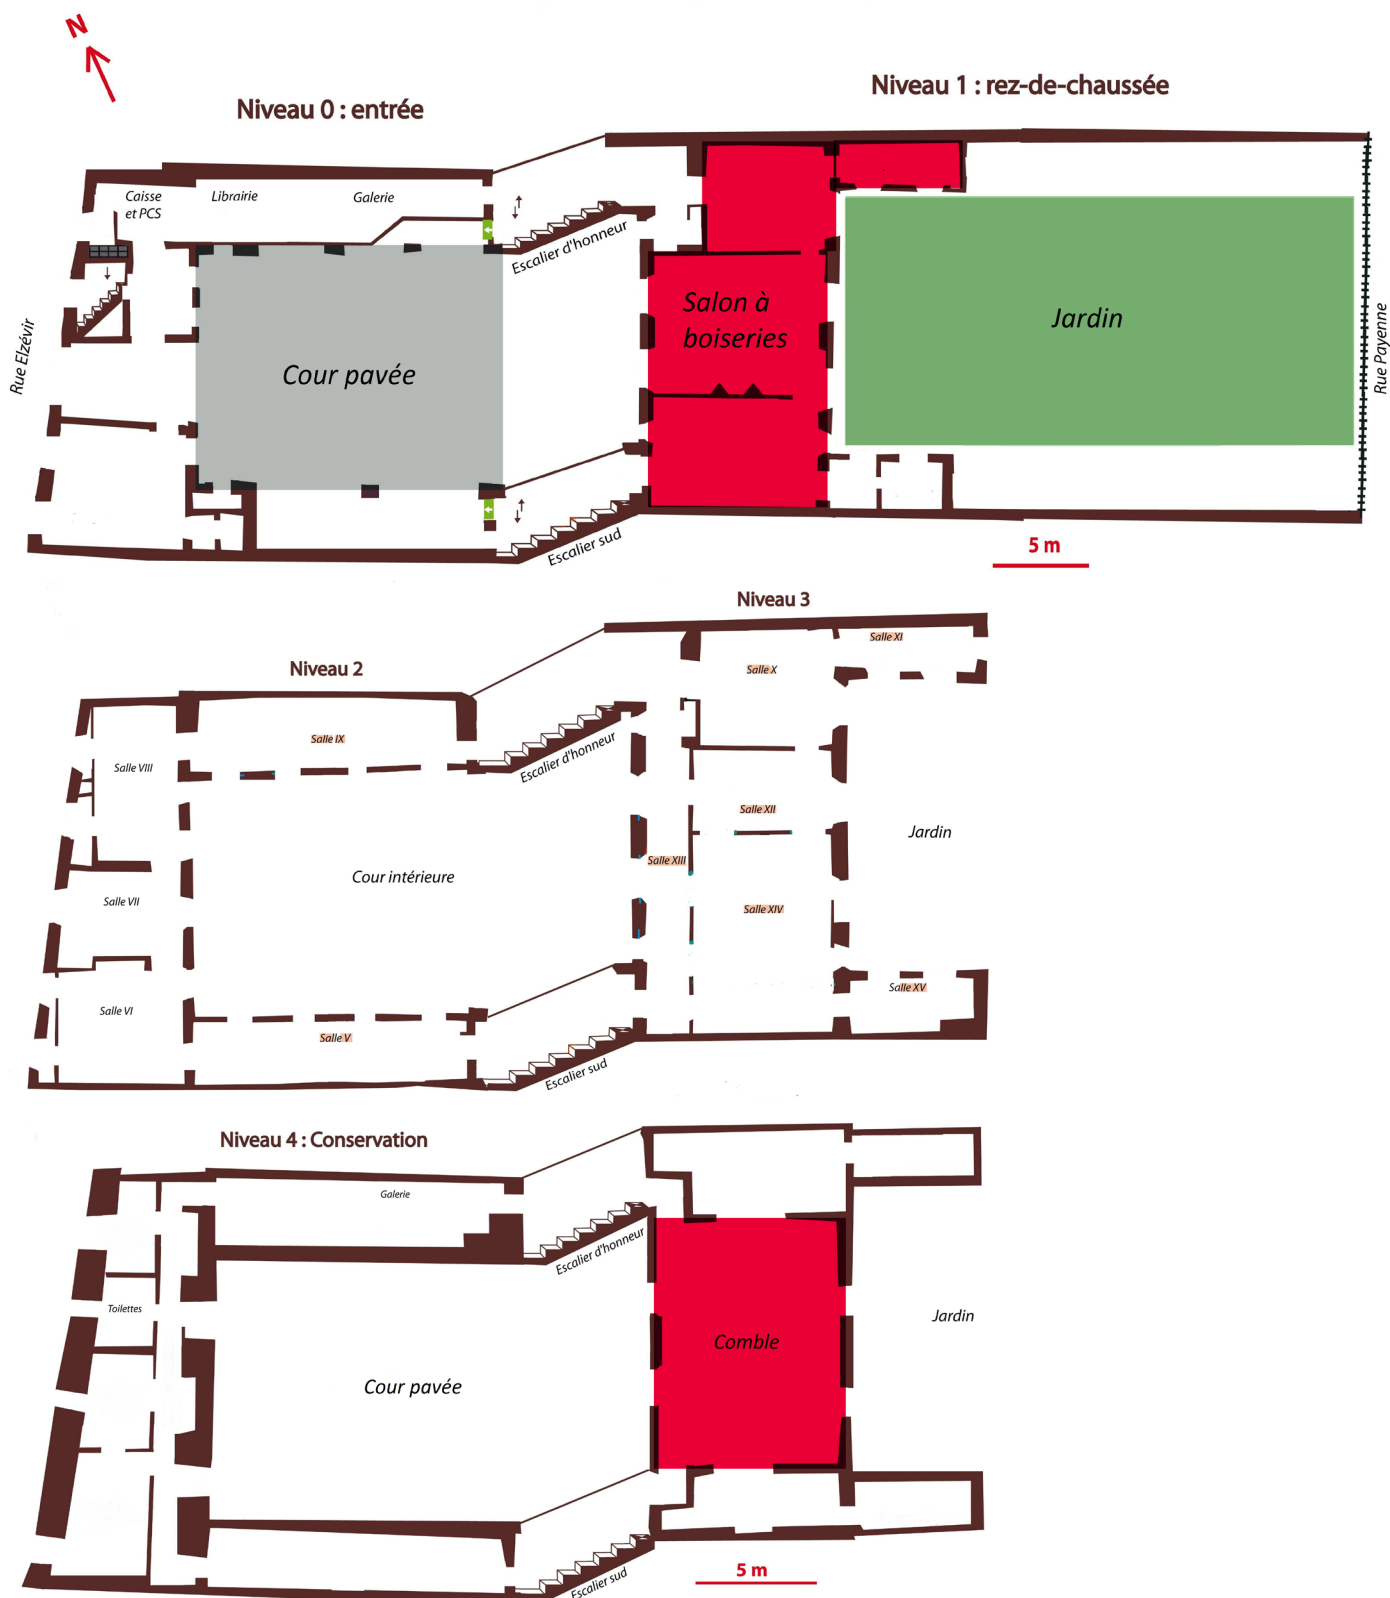 N
Niveau 0 : entrée
Niveau 1 : rez-de-chaussée
Caisse
et PCS
Librairie
Galerie
Escalier d'honneur
Rue Elzévir
Cour pavée
Salon à
boiseries
Jardin
Rue Payenne
Escalier sud
5 m
Niveau 3
Niveau 2
Salle XI
Salle X
Salle IX
Salle VIII
Escalier d'honneur
Salle XII
Jardin
Salle XIII
Cour intérieure
Salle VII
Salle XIV
Salle XV
Salle VI
Salle V
Escalier sud
Niveau 4 : Conservation
Galerie
Escalier d'honneur
Toilettes
Jardin
Comble
Cour pavée
5 m
Escalier sud